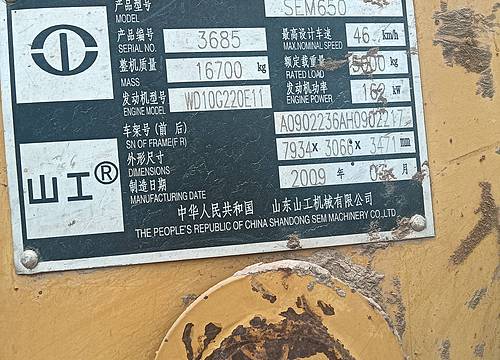 产品型号 SEM650
MODEL
产品编号 3685 最高设计车速 46 km/h
SERIAL NO. MAX.NOMINAL SPEED
整机质量 16700 kg 额定载重量 kg
MASS RATED LOAD
发动机型号 WD10G220E11 发动机功率 162 kW
ENGINE MODEL ENGINE POWER
车架号(前 后)
SN OF FRAME(F R)
外形尺寸 7934× 3066× 3471 mm
DIMENSIONS
制造日期 2009 年 03 月
MANUFACTURING DATE
山工®
中华人民共和国 山东山工机械有限公司
THE PEOPLE'S REPUBLIC OF CHINA SHANDONG SEM MACHINERY CO.,LTD.